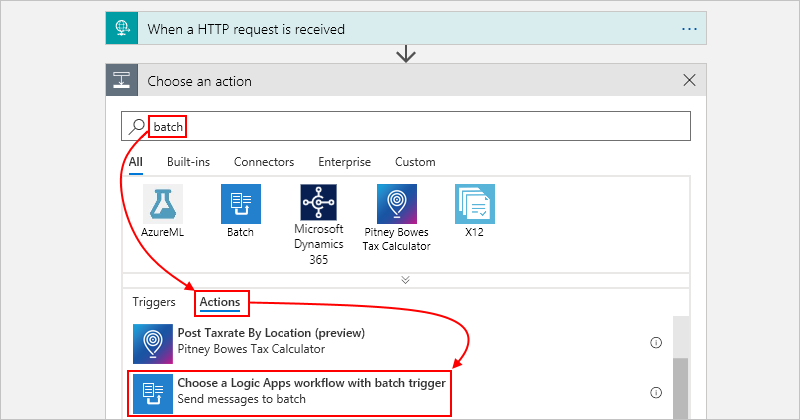 When a HTTP request is received
Choose an action
batch
All Built-ins Connectors Enterprise Custom
AzureML Batch Microsoft Dynamics 365 Pitney Bowes Tax Calculator X12
Triggers Actions
Post Taxrate By Location (preview)
Pitney Bowes Tax Calculator
Choose a Logic Apps workflow with batch trigger
Send messages to batch